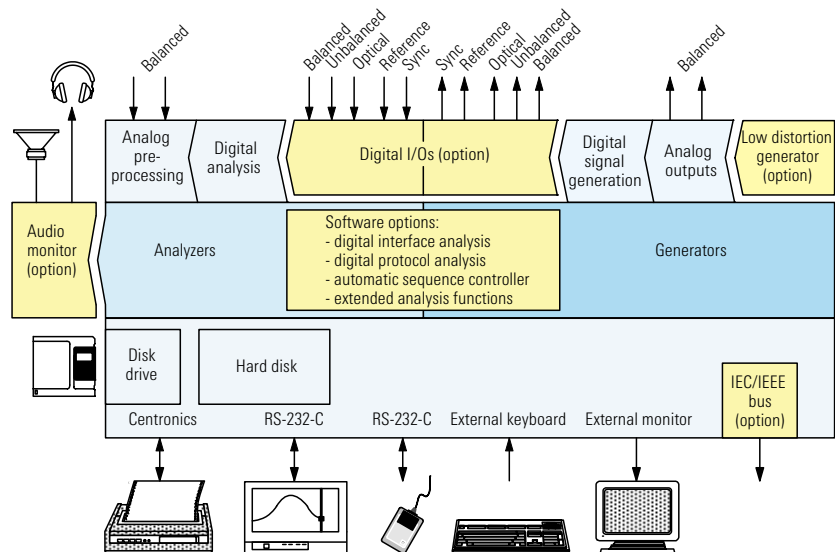 Balanced
Balanced
Unbalanced
Optical
Reference
Sync
Sync
Reference
Optical
Unbalanced
Balanced
Balanced
Analog
pre-
processing
Digital
analysis
Digital I/Os (option)
Digital
signal
generation
Analog
outputs
Low distortion
generator
(option)
Audio
monitor
(option)
Analyzers
Software options:
- digital interface analysis
- digital protocol analysis
- automatic sequence controller
- extended analysis functions
Generators
Disk
drive
Hard disk
IEC/IEEE
bus
(option)
Centronics
RS-232-C
RS-232-C
External keyboard
External monitor